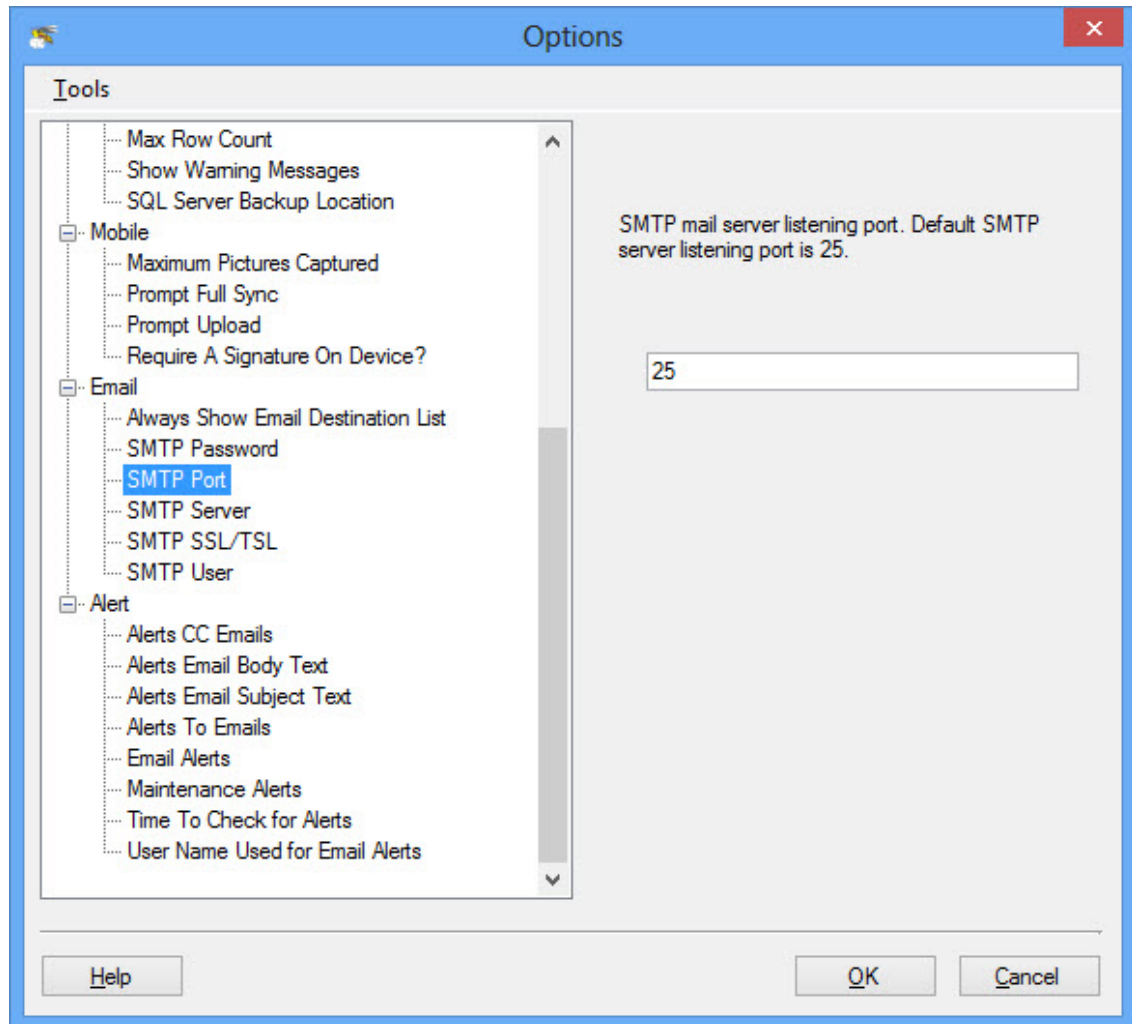 Options
Tools
Max Row Count
Show Warning Messages
SQL Server Backup Location
Mobile
Maximum Pictures Captured
Prompt Full Sync
Prompt Upload
Require A Signature On Device?
Email
Always Show Email Destination List
SMTP Password
SMTP Port
SMTP Server
SMTP SSL/TSL
SMTP User
Alert
Alerts CC Emails
Alerts Email Body Text
Alerts Email Subject Text
Alerts To Emails
Email Alerts
Maintenance Alerts
Time To Check for Alerts
User Name Used for Email Alerts
SMTP mail server listening port. Default SMTP
server listening port is 25.
25
Help
OK
Cancel